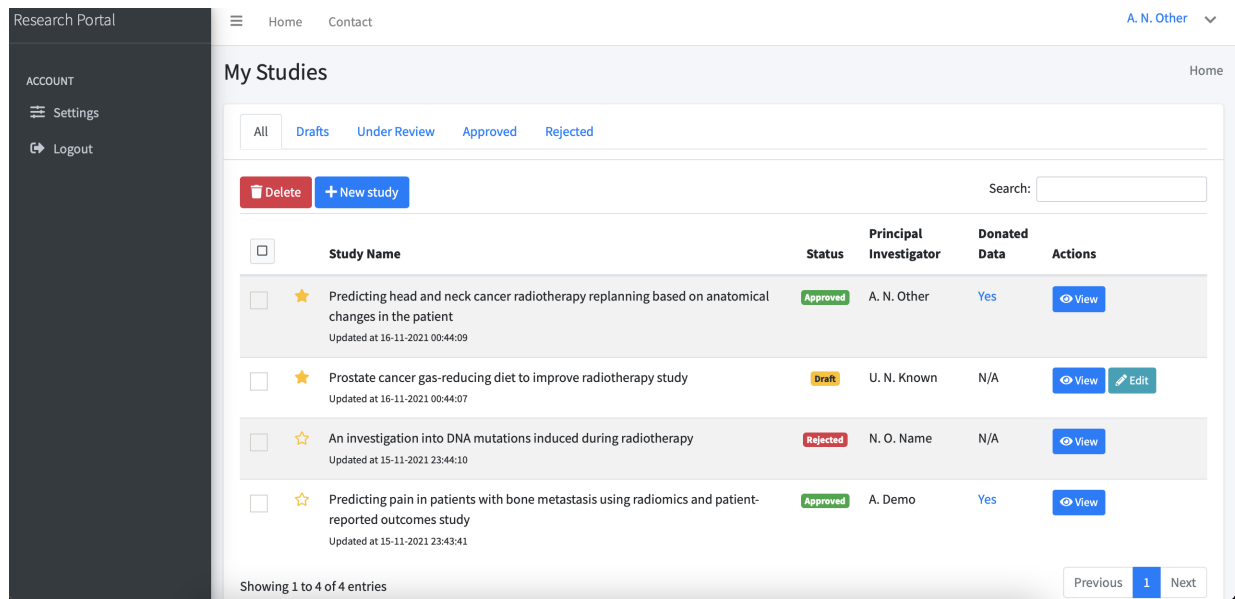 Research Portal
Home Contact
A. N. Other
My Studies
Home
ACCOUNT
Settings
Logout
All Drafts Under Review Approved Rejected
Delete
New study
Search:
Study Name Status Principal Investigator Donated Data Actions
Predicting head and neck cancer radiotherapy replanning based on anatomical
changes in the patient
Updated at 16-11-2021 00:44:09
Approved A. N. Other Yes View
Prostate cancer gas-reducing diet to improve radiotherapy study
Updated at 16-11-2021 00:44:07
Draft U. N. Known N/A View Edit
An investigation into DNA mutations induced during radiotherapy
Updated at 15-11-2021 23:44:10
Rejected N. O. Name N/A View
Predicting pain in patients with bone metastasis using radiomics and patient-
reported outcomes study
Updated at 15-11-2021 23:43:41
Approved A. Demo Yes View
Showing 1 to 4 of 4 entries
Previous 1 Next